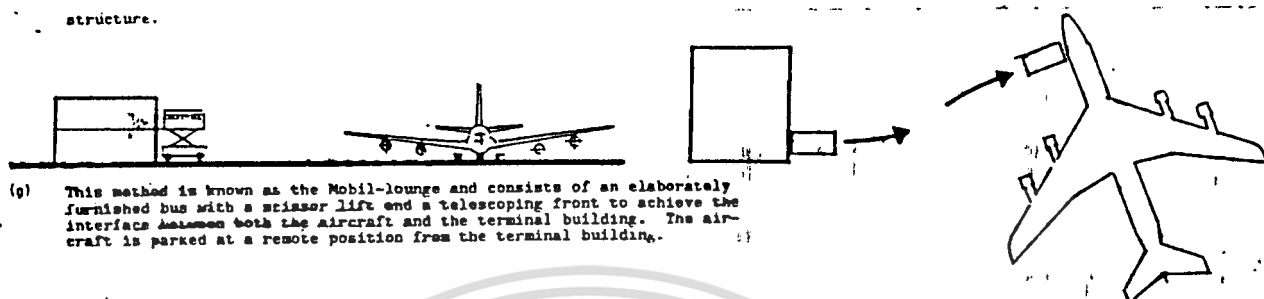 structure.
(g) This method is known as the Mobil-lounge and consists of an elaborately
furnished bus with a scissor lift and a telescoping front to achieve the
interface between both the aircraft and the terminal building. The air-
craft is parked at a remote position from the terminal building.